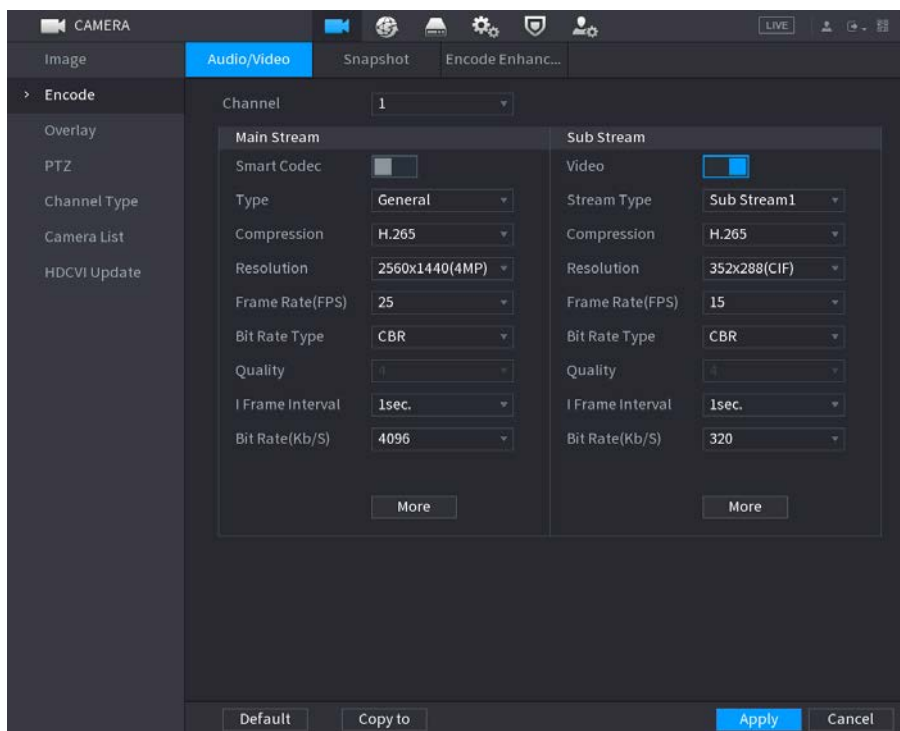 CAMERA LIVE
Image Audio/Video Snapshot Encode Enhanc...
Encode Channel 1
Overlay Main Stream Sub Stream
PTZ Smart Codec Video
Channel Type Type General Stream Type Sub Stream1
Camera List Compression H.265 Compression H.265
HDCVI Update Resolution 2560x1440(4MP) Resolution 352x288(CIF)
Frame Rate(FPS) 25 Frame Rate(FPS) 15
Bit Rate Type CBR Bit Rate Type CBR
Quality 4 Quality 4
I Frame Interval 1sec. I Frame Interval 1sec.
Bit Rate(Kb/S) 4096 Bit Rate(Kb/S) 320
More More
Default Copy to Apply Cancel